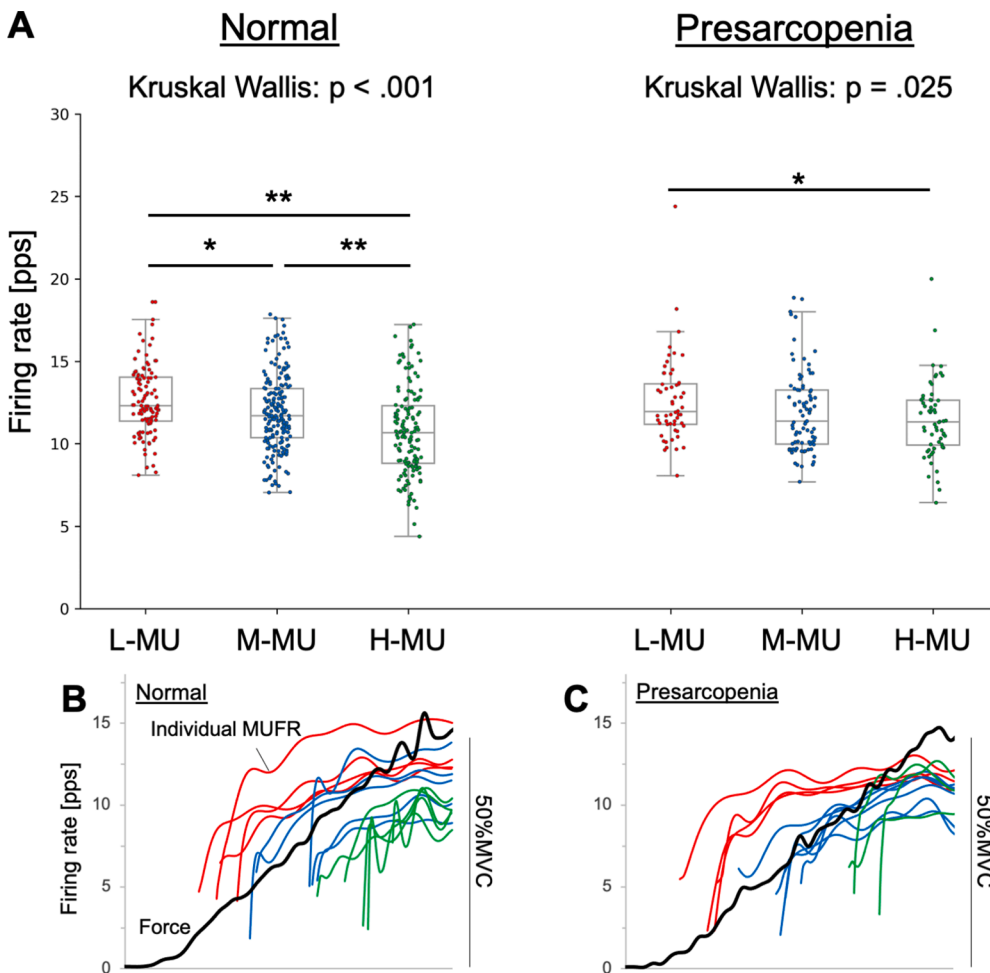 A
Normal
Presarcopenia
Kruskal Wallis: p < .001
Kruskal Wallis: p = .025
Firing rate [pps]
30
25
20
15
10
5
0
**
*
**
*
L-MU
M-MU
H-MU
L-MU
M-MU
H-MU
B
Normal
Individual MUFR
Force
Firing rate [pps]
15
10
5
0
50%MVC
C
Presarcopenia
15
10
5
0
50%MVC